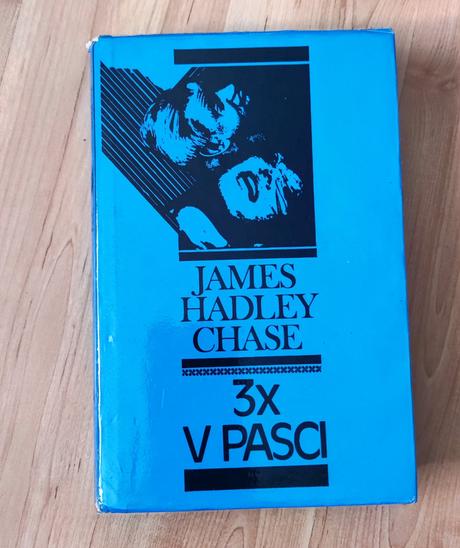 JAMES
HADLEY
CHASE
3x
V PASCI